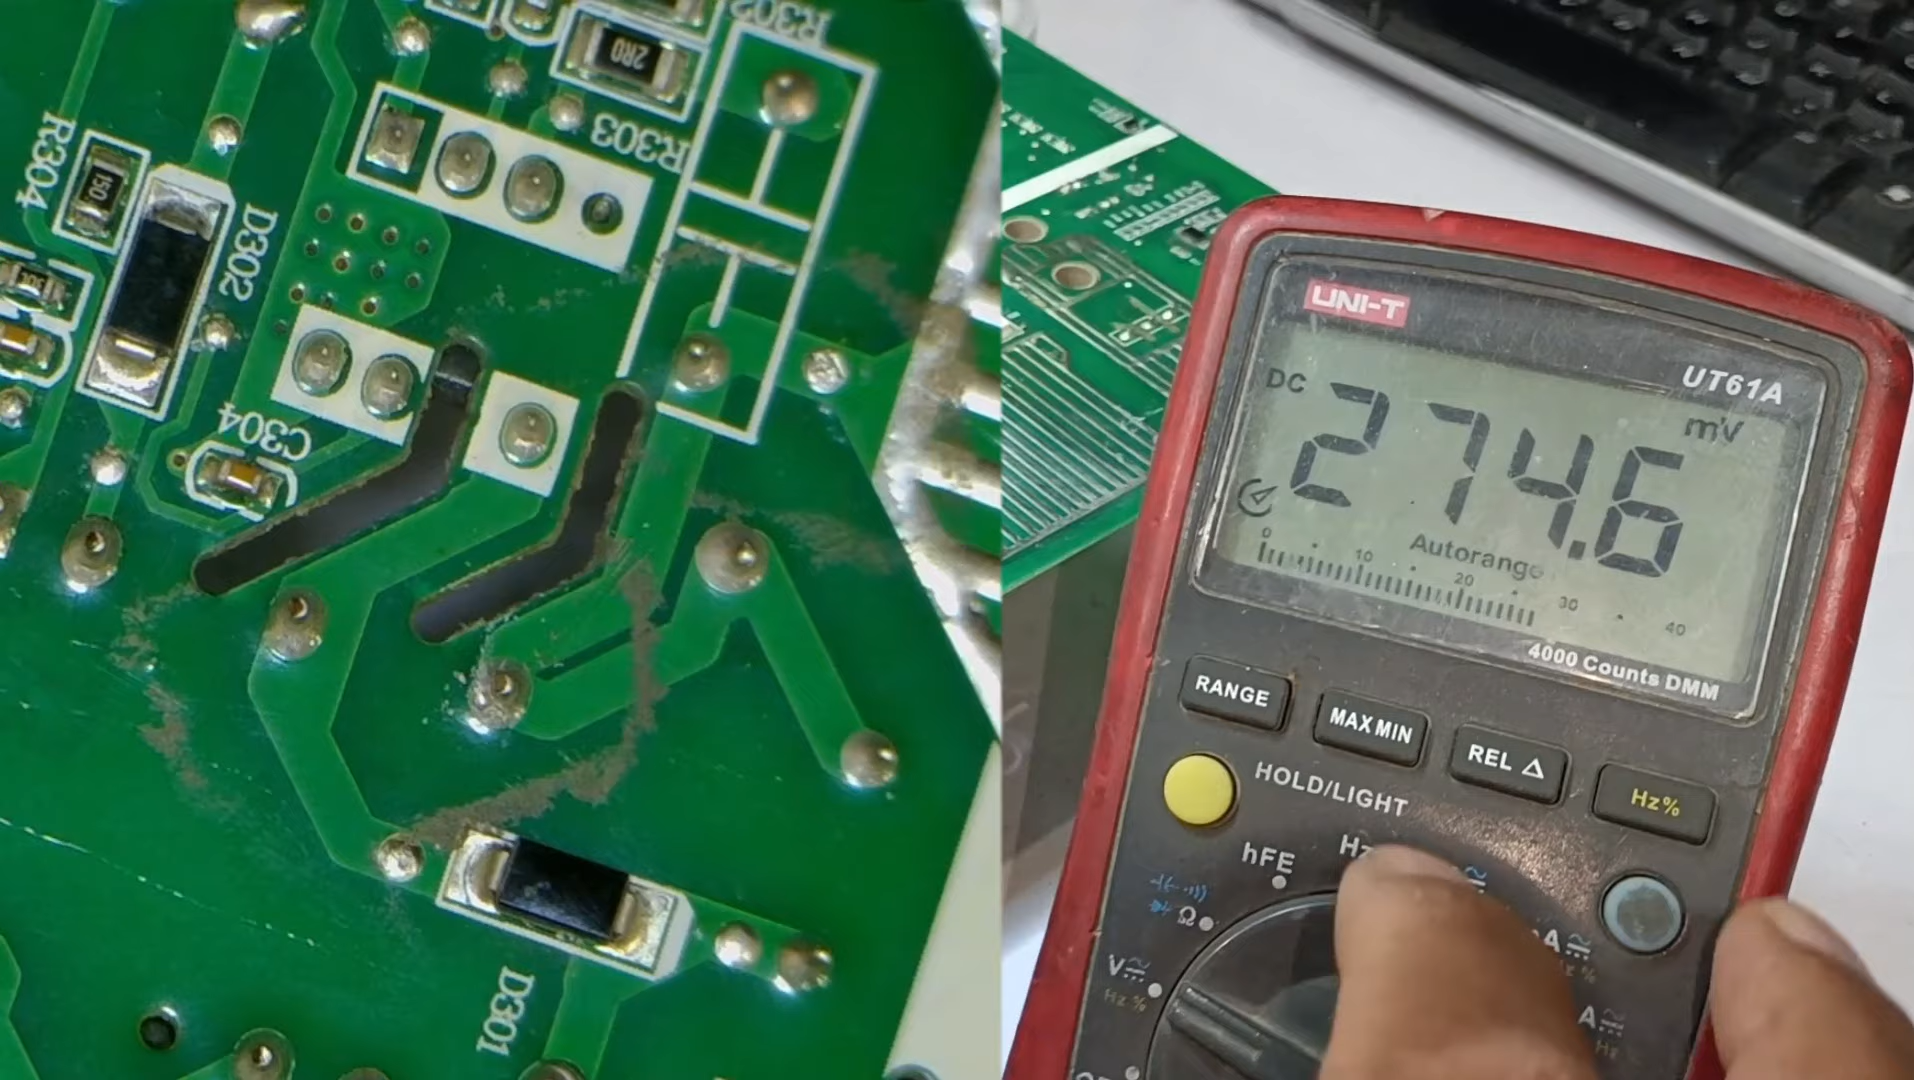 R302
2R0
R303
R304
150
D302
C304
D301
UNI-T
UT61A
DC
mV
274.6
Autorange
0 10 20 30 40
4000 Counts DMM
RANGE
MAX MIN
REL △
Hz%
HOLD/LIGHT
hFE
Hz
Ω
V
Hz %
A